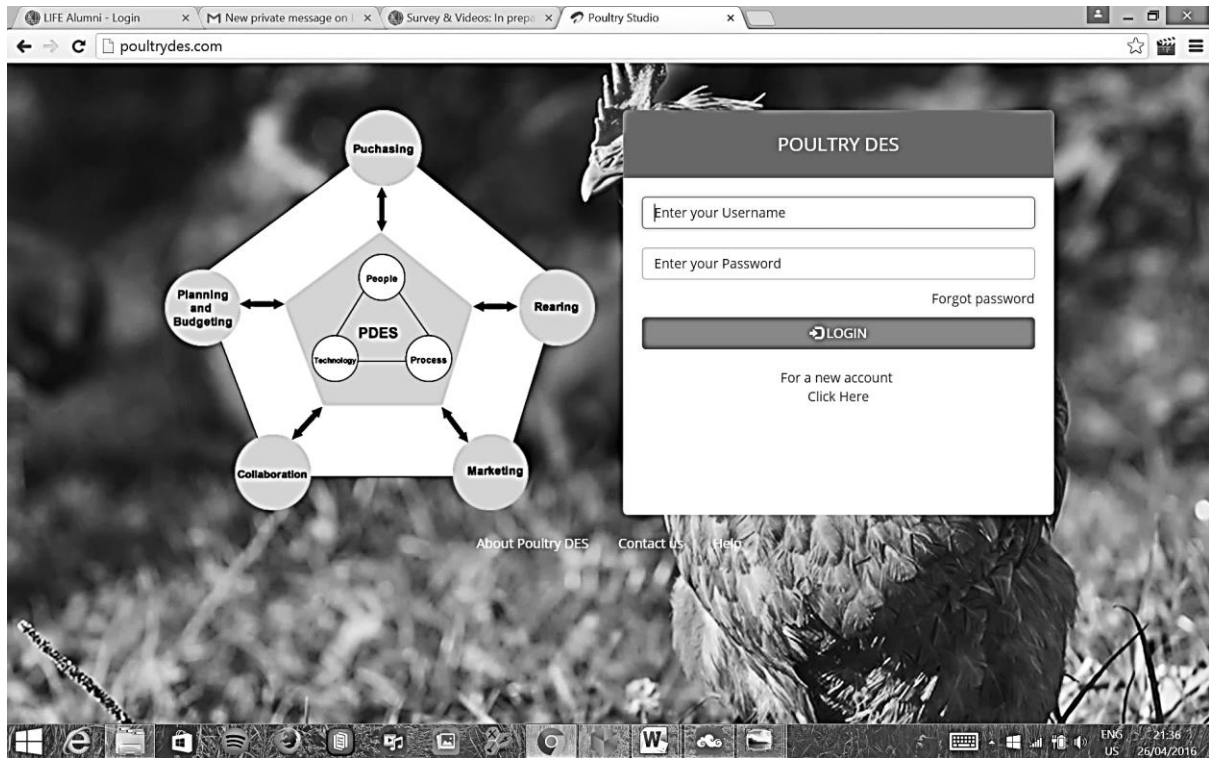 LIFE Alumni - Login
New private message on
Survey & Videos: In prepa
Poultry Studio
poultrydes.com
Puchasing
Planning
and
Budgeting
Rearing
People
PDES
Technology
Process
Collaboration
Marketing
POULTRY DES
Enter your Username
Enter your Password
Forgot password
LOGIN
For a new account
Click Here
About Poultry DES
Contact us
Help
ENG 21:36
US 26/04/2016